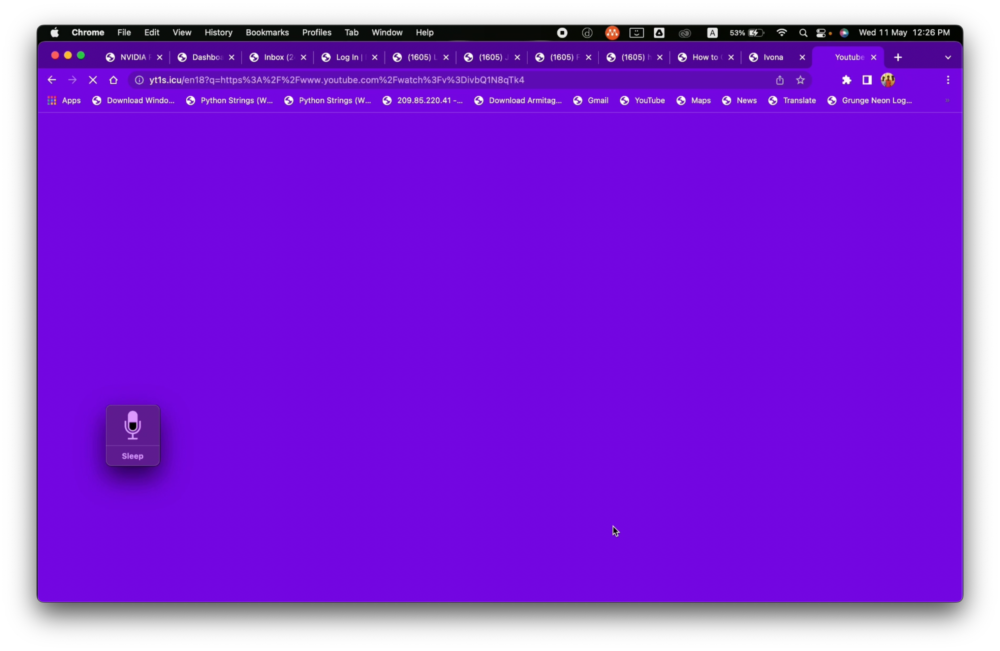 Chrome File Edit View History Bookmarks Profiles Tab Window Help A 53% Wed 11 May 12:26 PM
NVIDIA Dashboa Inbox (2 Log In | (1605) L (1605) J (1605) F (1605) h How to Ivona Youtube
yt1s.icu/en18?q=https%3A%2F%2Fwww.youtube.com%2Fwatch%3Fv%3DivbQ1N8qTk4
Apps Download Windo... Python Strings (W... Python Strings (W... 209.85.220.41 -... Download Armitag... Gmail YouTube Maps News Translate Grunge Neon Log... »
Sleep